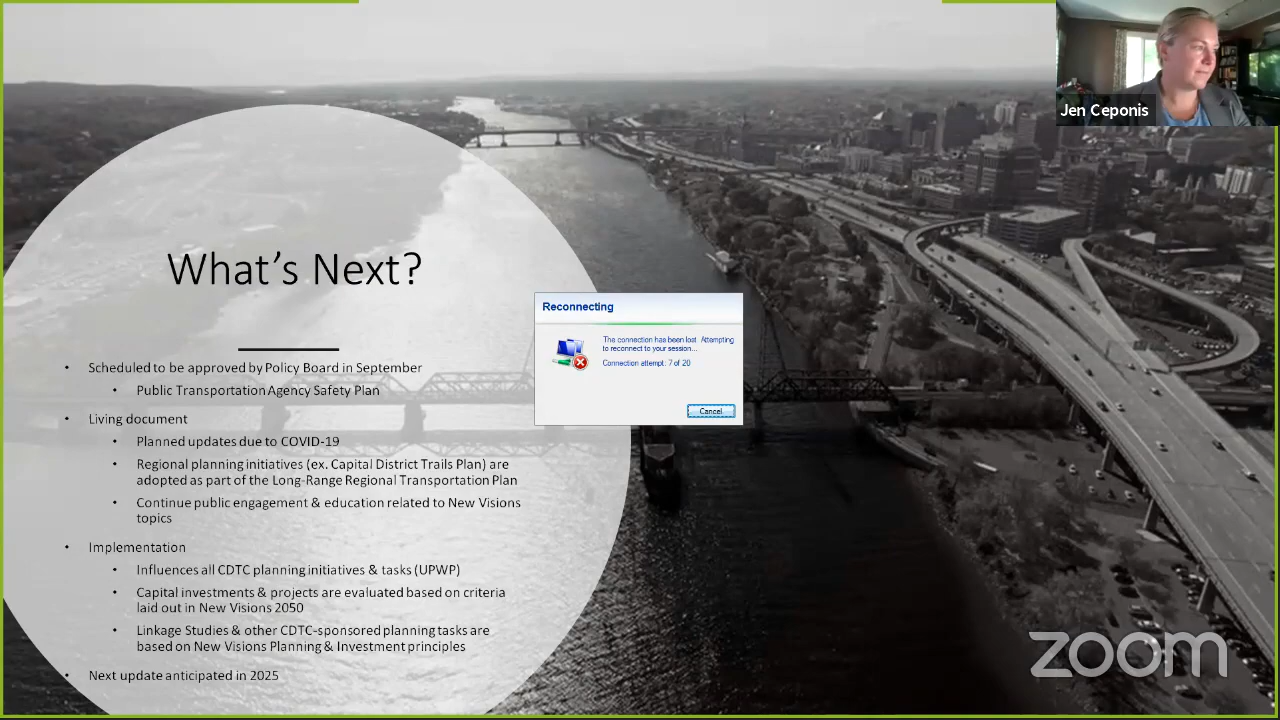 Jen Ceponis
What's Next?
• Scheduled to be approved by Policy Board in September
• Public Transportation Agency Safety Plan
• Living document
• Planned updates due to COVID-19
• Regional planning initiatives (ex. Capital District Trails Plan) are
adopted as part of the Long-Range Regional Transportation Plan
• Continue public engagement & education related to New Visions
topics
• Implementation
• Influences all CDTC planning initiatives & tasks (UPWP)
• Capital investments & projects are evaluated based on criteria
laid out in New Visions 2050
• Linkage Studies & other CDTC-sponsored planning tasks are
based on New Visions Planning & Investment principles
• Next update anticipated in 2025
Reconnecting
The connection has been lost. Attempting
to reconnect to your session...
Connection attempt: 7 of 20
Cancel
zoom